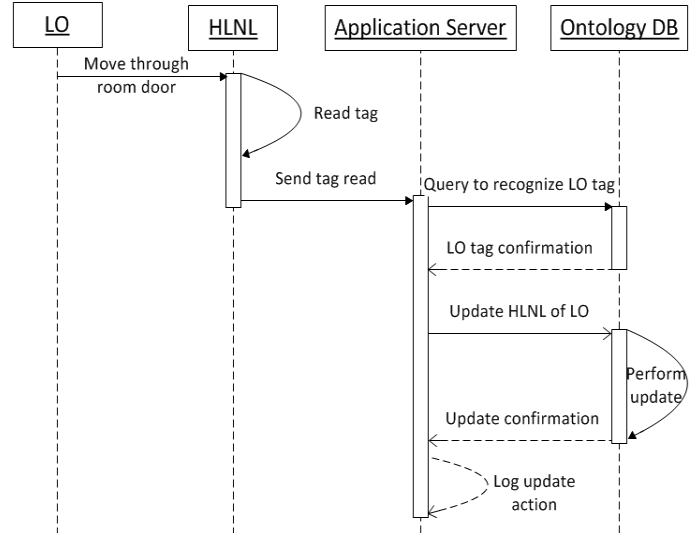 LO
HLNL
Application Server
Ontology DB
Move through
room door
Read tag
Send tag read
Query to recognize LO tag
LO tag confirmation
Update HLNL of LO
Perform
update
Update confirmation
Log update
action